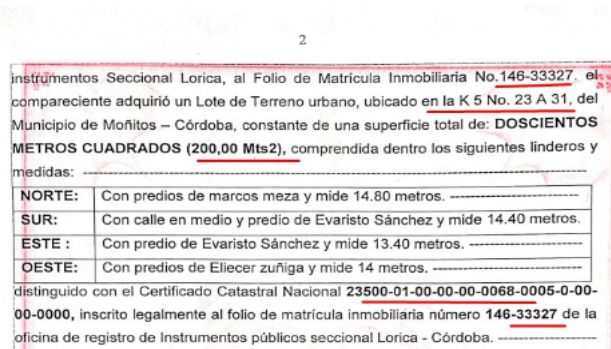 2
instrumentos Seccional Lorica, al Folio de Matrícula Inmobiliaria No.146-33327. el
compareciente adquirió un Lote de Terreno urbano, ubicado en la K 5 No. 23 A 31, del
Municipio de Moñitos – Córdoba, constante de una superficie total de: DOSCIENTOS
METROS CUADRADOS (200,00 Mts2), comprendida dentro los siguientes linderos y
medidas: ---------------------------------------------------------------
NORTE: Con predios de marcos meza y mide 14.80 metros. --------------------
SUR: Con calle en medio y predio de Evaristo Sánchez y mide 14.40 metros.
ESTE : Con predio de Evaristo Sánchez y mide 13.40 metros. ----------------
OESTE: Con predios de Eliecer zuñiga y mide 14 metros. ----------------------
distinguido con el Certificado Catastral Nacional 23500-01-00-00-00-0068-0005-0-00-
00-0000, inscrito legalmente al folio de matrícula inmobiliaria número 146-33327 de la
oficina de registro de Instrumentos públicos seccional Lorica - Córdoba. ---------------